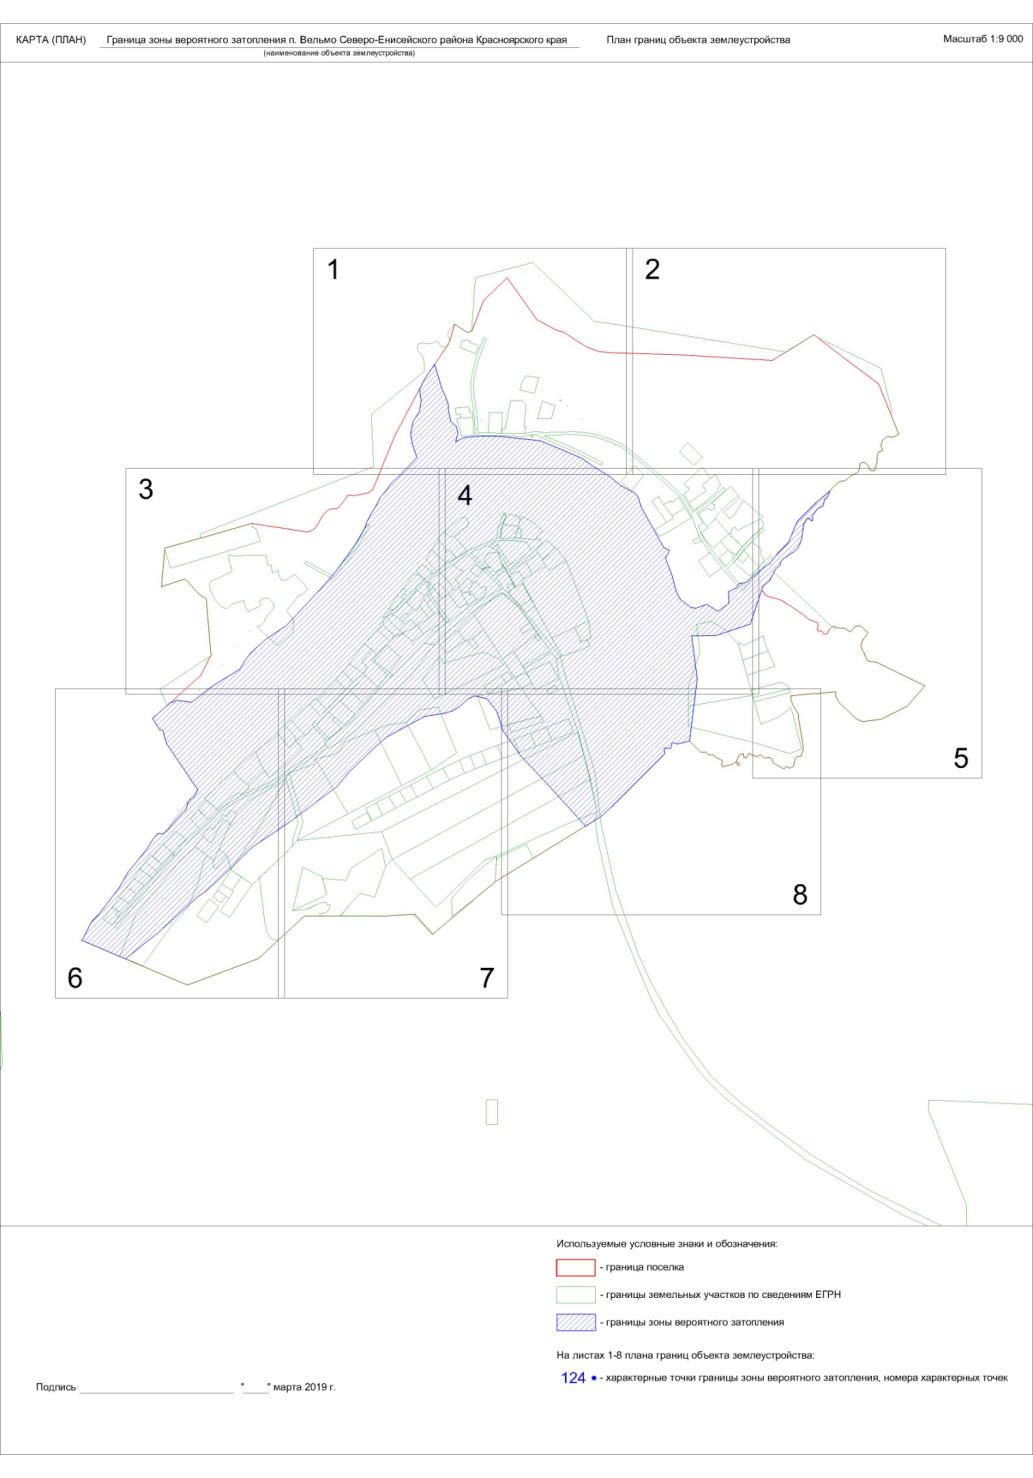 КАРТА (ПЛАН) Граница зоны вероятного затопления п. Вельмо Северо-Енисейского района Красноярского края План границ объекта землеустройства Масштаб 1:9 000
(наименование объекта землеустройства)
1
2
3
4
5
6
7
8
Используемые условные знаки и обозначения:
- граница поселка
- границы земельных участков по сведениям ЕГРН
- границы зоны вероятного затопления
На листах 1-8 плана границ объекта землеустройства:
124 - характерные точки границы зоны вероятного затопления, номера характерных точек
Подпись ____________ "____" марта 2019 г.